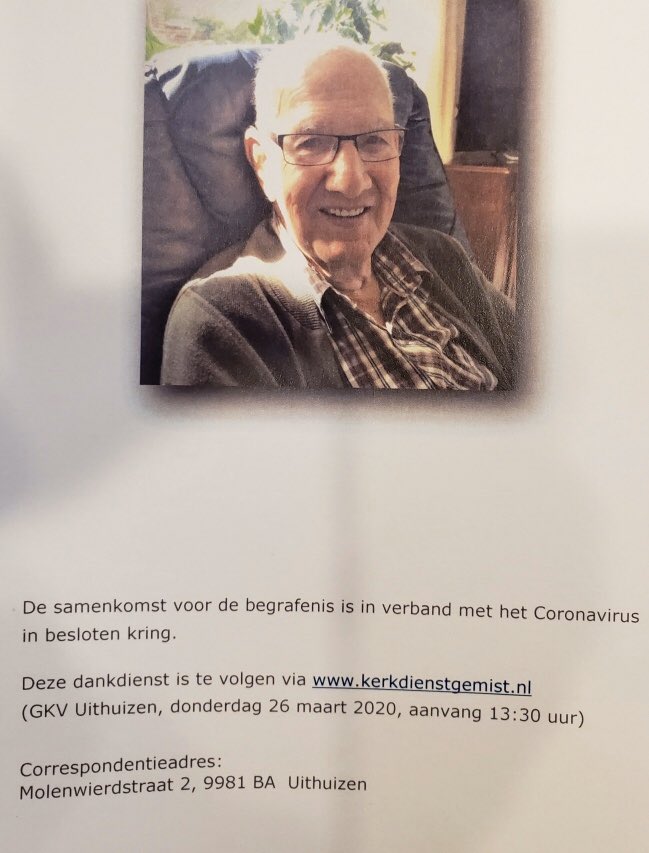 De samenkomst voor de begrafenis is in verband met het Coronavirus
in besloten kring.
Deze dankdienst is te volgen via www.kerkdienstgemist.nl
(GKV Uithuizen, donderdag 26 maart 2020, aanvang 13:30 uur)
Correspondentieadres:
Molenwierdstraat 2, 9981 BA Uithuizen